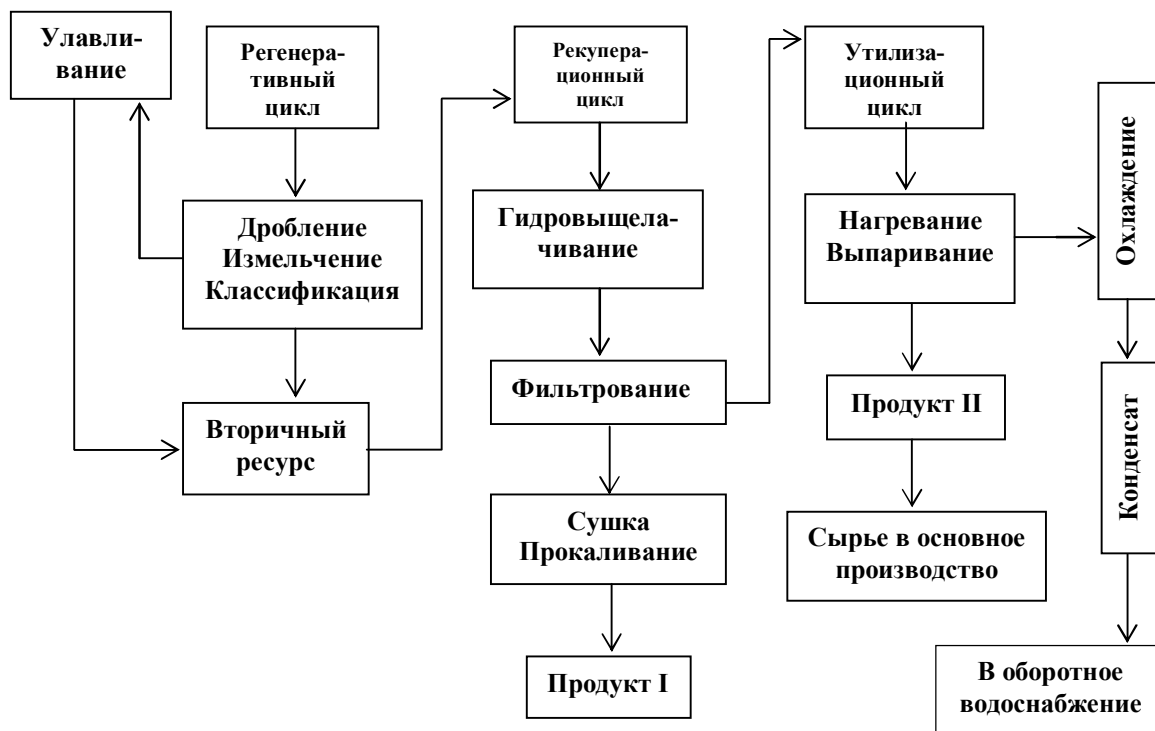 Улавли-
вание
Регенера-
тивный
цикл
Дробление
Измельчение
Классификация
Вторичный
ресурс
Рекупера-
ционный
цикл
Гидровыщела-
чивание
Фильтрование
Сушка
Прокаливание
Продукт I
Утилиза-
ционный
цикл
Нагревание
Выпаривание
Продукт II
Сырье в основное
производство
Охлаждение
Конденсат
В оборотное
водоснабжение